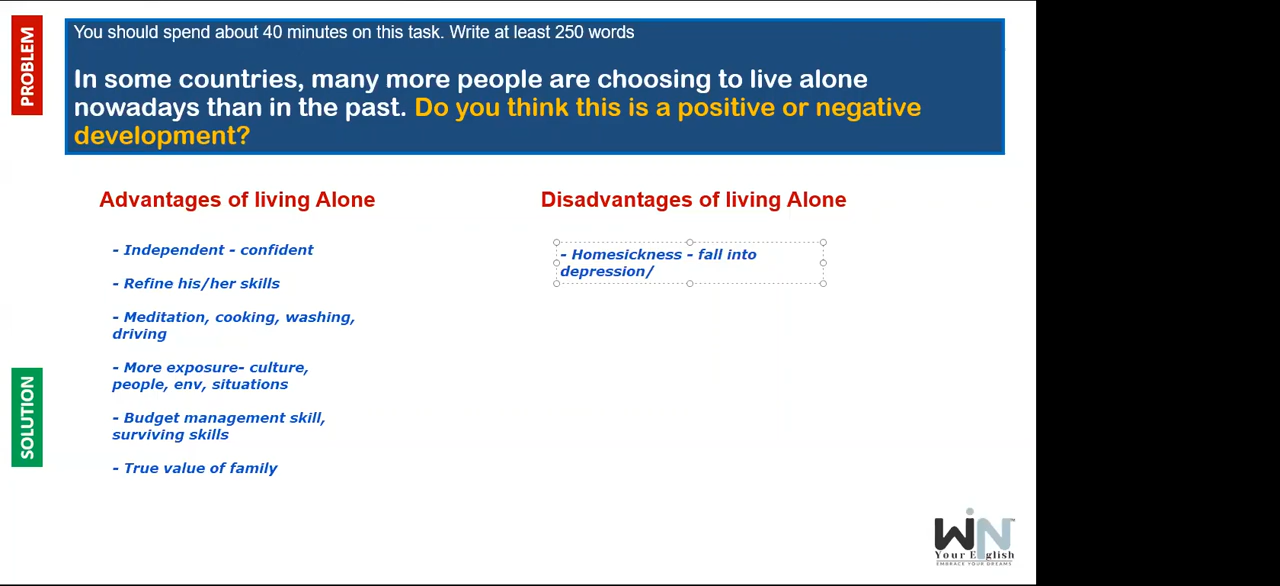 PROBLEM
You should spend about 40 minutes on this task. Write at least 250 words
In some countries, many more people are choosing to live alone
nowadays than in the past. Do you think this is a positive or negative
development?
Advantages of living Alone
- Independent - confident
- Refine his/her skills
- Meditation, cooking, washing,
driving
- More exposure- culture,
people, env, situations
- Budget management skill,
surviving skills
- True value of family
Disadvantages of living Alone
- Homesickness - fall into
depression/
SOLUTION
WiN™
Your English
EMBRACE YOUR DREAMS